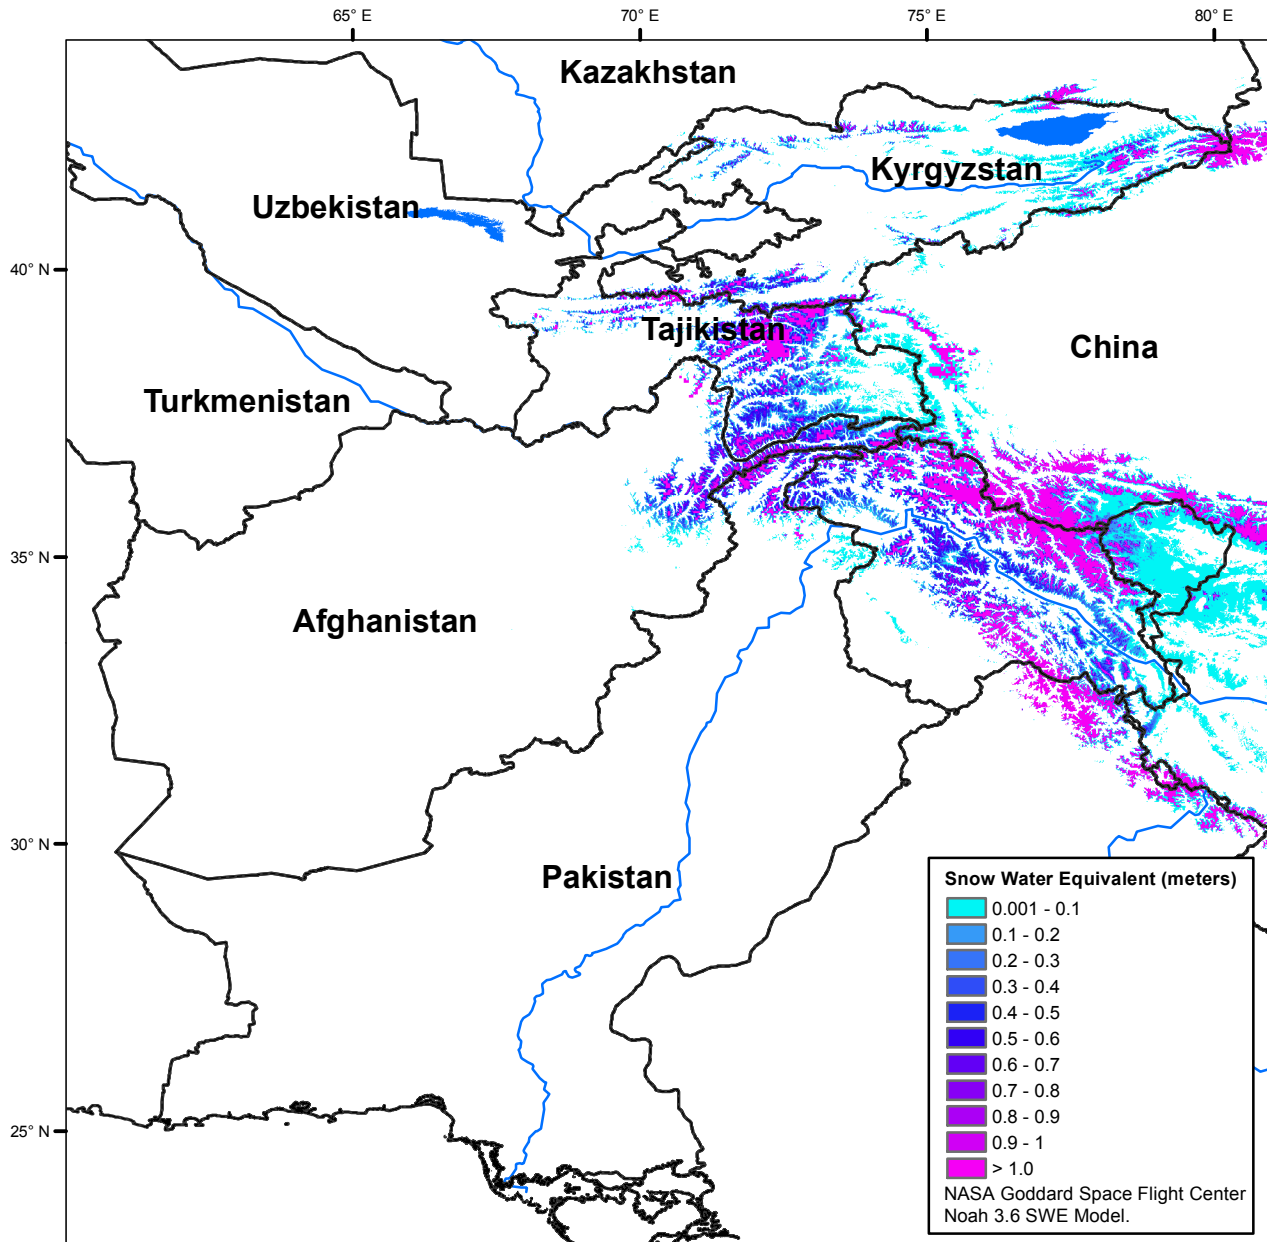 65° E
70° E
75° E
80° E
Kazakhstan
Kyrgyzstan
Uzbekistan
40° N
Tajikistan
China
Turkmenistan
35° N
Afghanistan
30° N
Pakistan
25° N
Snow Water Equivalent (meters)
0.001 - 0.1
0.1 - 0.2
0.2 - 0.3
0.3 - 0.4
0.4 - 0.5
0.5 - 0.6
0.6 - 0.7
0.7 - 0.8
0.8 - 0.9
0.9 - 1
> 1.0
NASA Goddard Space Flight Center
Noah 3.6 SWE Model.